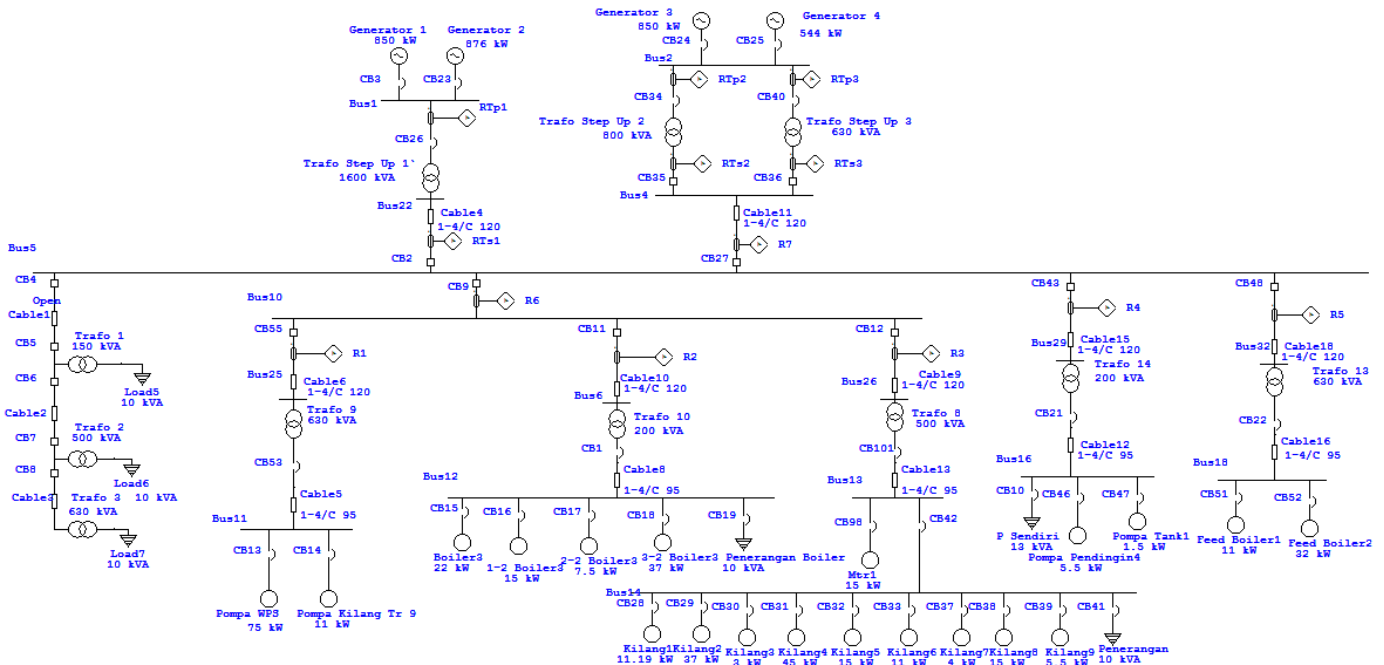 Generator 1
850 kW
Generator 2
876 kW
Generator 3
850 kW
Generator 4
544 kW
CB3
CB23
CB24
CB25
Bus1
Bus2
RTp1
RTp2
RTp3
CB26
CB34
CB40
Trafo Step Up 1`
1600 kVA
Trafo Step Up 2
800 kVA
Trafo Step Up 3
630 kVA
RTs2
RTs3
CB35
CB36
Bus22
Bus4
Cable4
1-4/C 120
Cable11
1-4/C 120
RTs1
R7
CB2
CB27
Bus5
CB4
CB9
CB43
CB48
Open
Bus10
R6
R4
R5
Cable1
CB5
Trafo 1
150 kVA
CB6
Load5
10 kVA
Cable2
CB7
Trafo 2
500 kVA
CB8
Load6
10 kVA
Cable3
Trafo 3
630 kVA
Load7
10 kVA
CB55
CB11
CB12
R1
R2
R3
Bus25
Cable6
1-4/C 120
Trafo 9
630 kVA
CB53
Cable5
1-4/C 95
Bus11
CB13
CB14
Pompa WPS
75 kW
Pompa Kilang Tr 9
11 kW
Cable10
1-4/C 120
Bus6
Trafo 10
200 kVA
CB1
Cable8
1-4/C 95
Bus12
CB15
CB16
CB17
CB18
CB19
Boiler3
22 kW
1-2 Boiler3
15 kW
2-2 Boiler3
7.5 kW
3-2 Boiler3
37 kW
Penerangan Boiler
10 kVA
Bus26
Cable9
1-4/C 120
Trafo 8
500 kVA
CB101
Cable13
1-4/C 95
Bus13
CB98
CB42
Mtr1
15 kW
Bus14
CB28
CB29
CB30
CB31
CB32
CB33
CB37
CB38
CB39
CB41
Kilang1
11.19 kW
Kilang2
37 kW
Kilang3
3 kW
Kilang4
45 kW
Kilang5
15 kW
Kilang6
11 kW
Kilang7
4 kW
Kilang8
15 kW
Kilang9
5.5 kW
Penerangan
10 kVA
Bus29
Cable15
1-4/C 120
Trafo 14
200 kVA
CB21
Cable12
1-4/C 95
Bus16
CB10
CB46
CB47
P Sendiri
13 kVA
Pompa Pendingin4
5.5 kW
Pompa Tank1
1.5 kW
Bus32
Cable18
1-4/C 120
Trafo 13
630 kVA
CB22
Cable16
1-4/C 95
Bus18
CB51
CB52
Feed Boiler1
11 kW
Feed Boiler2
32 kW